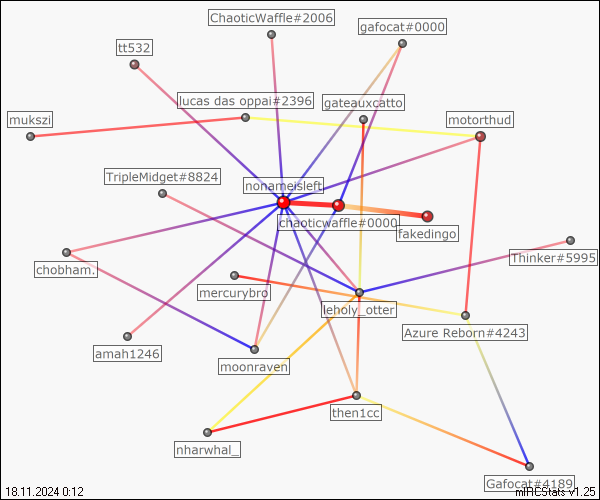 ChaoticWaffle#2006
gafocat#0000
tt532
lucas das oppai#2396
gateauxcatto
mukszi
motorthud
TripleMidget#8824
nonameisleft
chaoticwaffle#0000
fakedingo
Thinker#5995
chobham.
mercurybro
leholy_otter
Azure Reborn#4243
amah1246
moonraven
then1cc
nharwhal_
Gafocat#4189
18.11.2024 0:12
mIRCStats v1.25